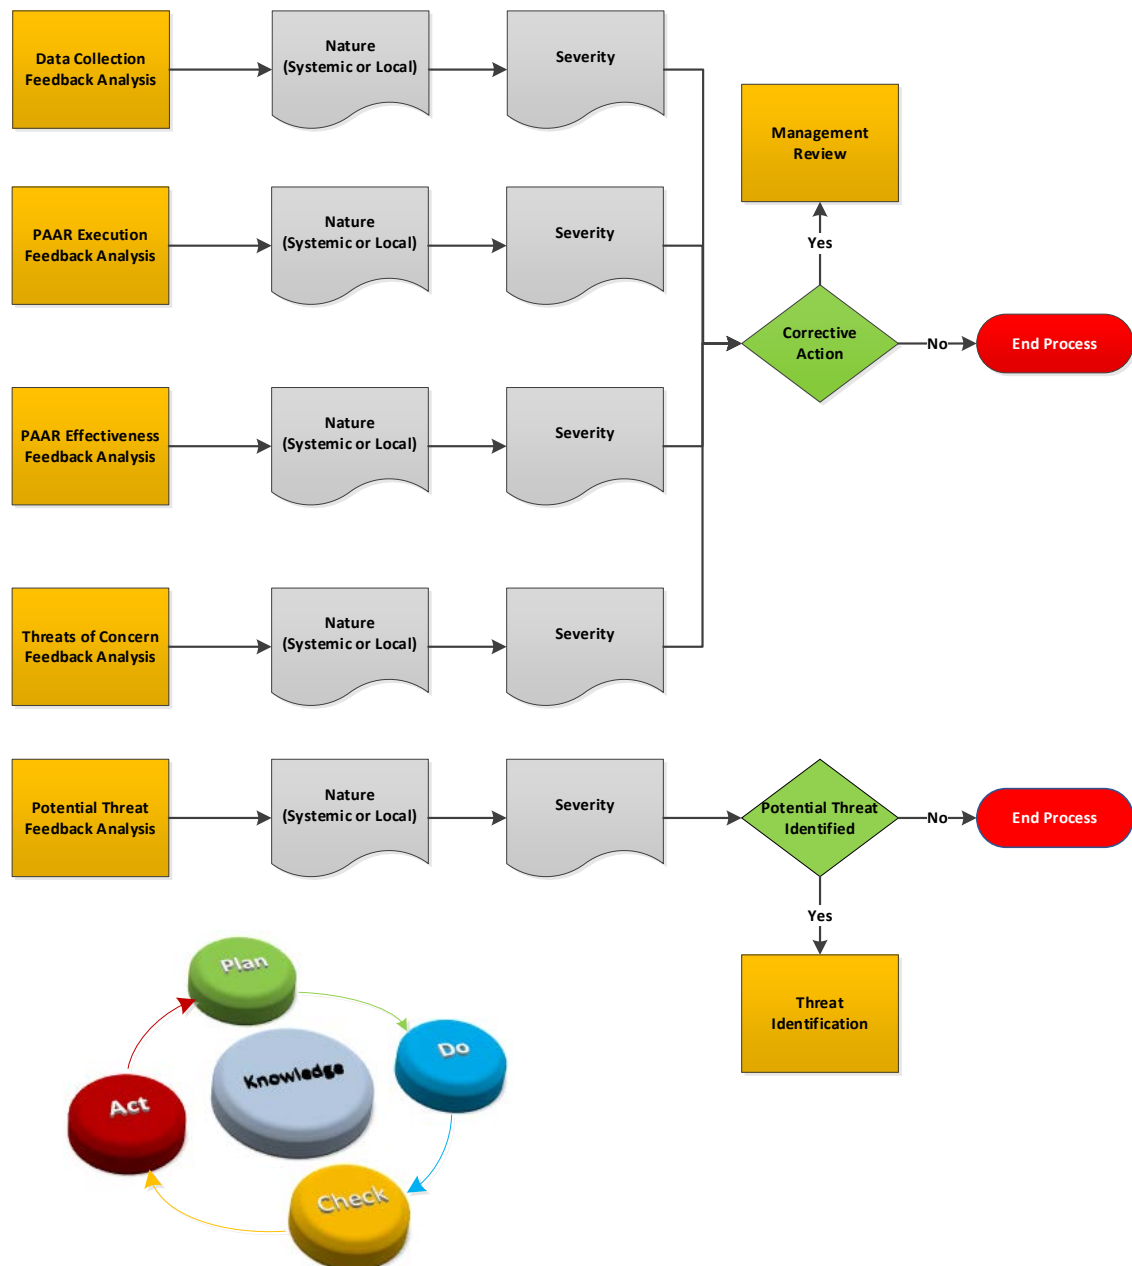 Data Collection
Feedback Analysis
Nature
(Systemic or Local)
Severity
Management
Review
PAAR Execution
Feedback Analysis
Nature
(Systemic or Local)
Severity
Yes
Corrective
Action
No
End Process
PAAR Effectiveness
Feedback Analysis
Nature
(Systemic or Local)
Severity
Threats of Concern
Feedback Analysis
Nature
(Systemic or Local)
Severity
Potential Threat
Feedback Analysis
Nature
(Systemic or Local)
Severity
Potential Threat
Identified
No
End Process
Yes
Threat
Identification
Plan
Do
Knowledge
Act
Check